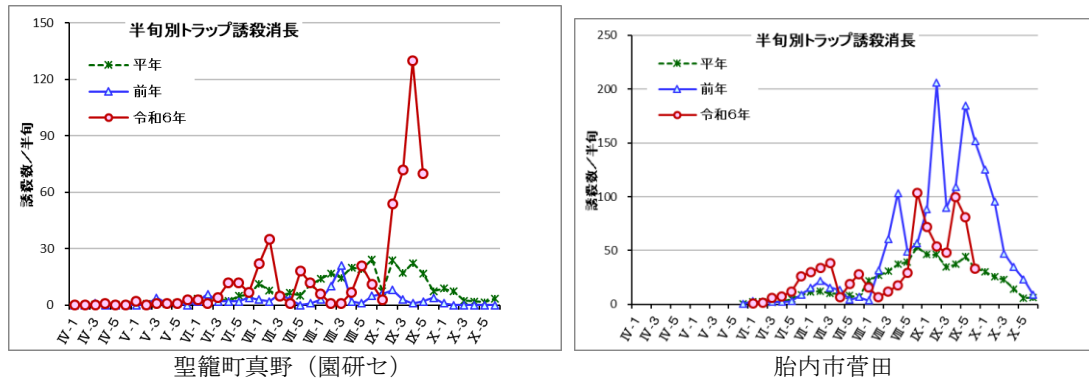 半旬別トラップ誘殺消長
平年
前年
令和6年
誘殺数/半旬
150
120
90
60
30
0
Ⅳ-1 Ⅳ-3 Ⅳ-5 Ⅴ-1 Ⅴ-3 Ⅴ-5 Ⅵ-1 Ⅵ-3 Ⅵ-5 Ⅶ-1 Ⅶ-3 Ⅶ-5 Ⅷ-1 Ⅷ-3 Ⅷ-5 Ⅸ-1 Ⅸ-3 Ⅸ-5 Ⅹ-1 Ⅹ-3 Ⅹ-5
聖籠町真野（園研セ）
半旬別トラップ誘殺消長
平年
前年
令和6年
誘殺数/半旬
250
200
150
100
50
0
Ⅳ-1 Ⅳ-3 Ⅳ-5 Ⅴ-1 Ⅴ-3 Ⅴ-5 Ⅵ-1 Ⅵ-3 Ⅵ-5 Ⅶ-1 Ⅶ-3 Ⅶ-5 Ⅷ-1 Ⅷ-3 Ⅷ-5 Ⅸ-1 Ⅸ-3 Ⅸ-5 Ⅹ-1 Ⅹ-3 Ⅹ-5
胎内市菅田